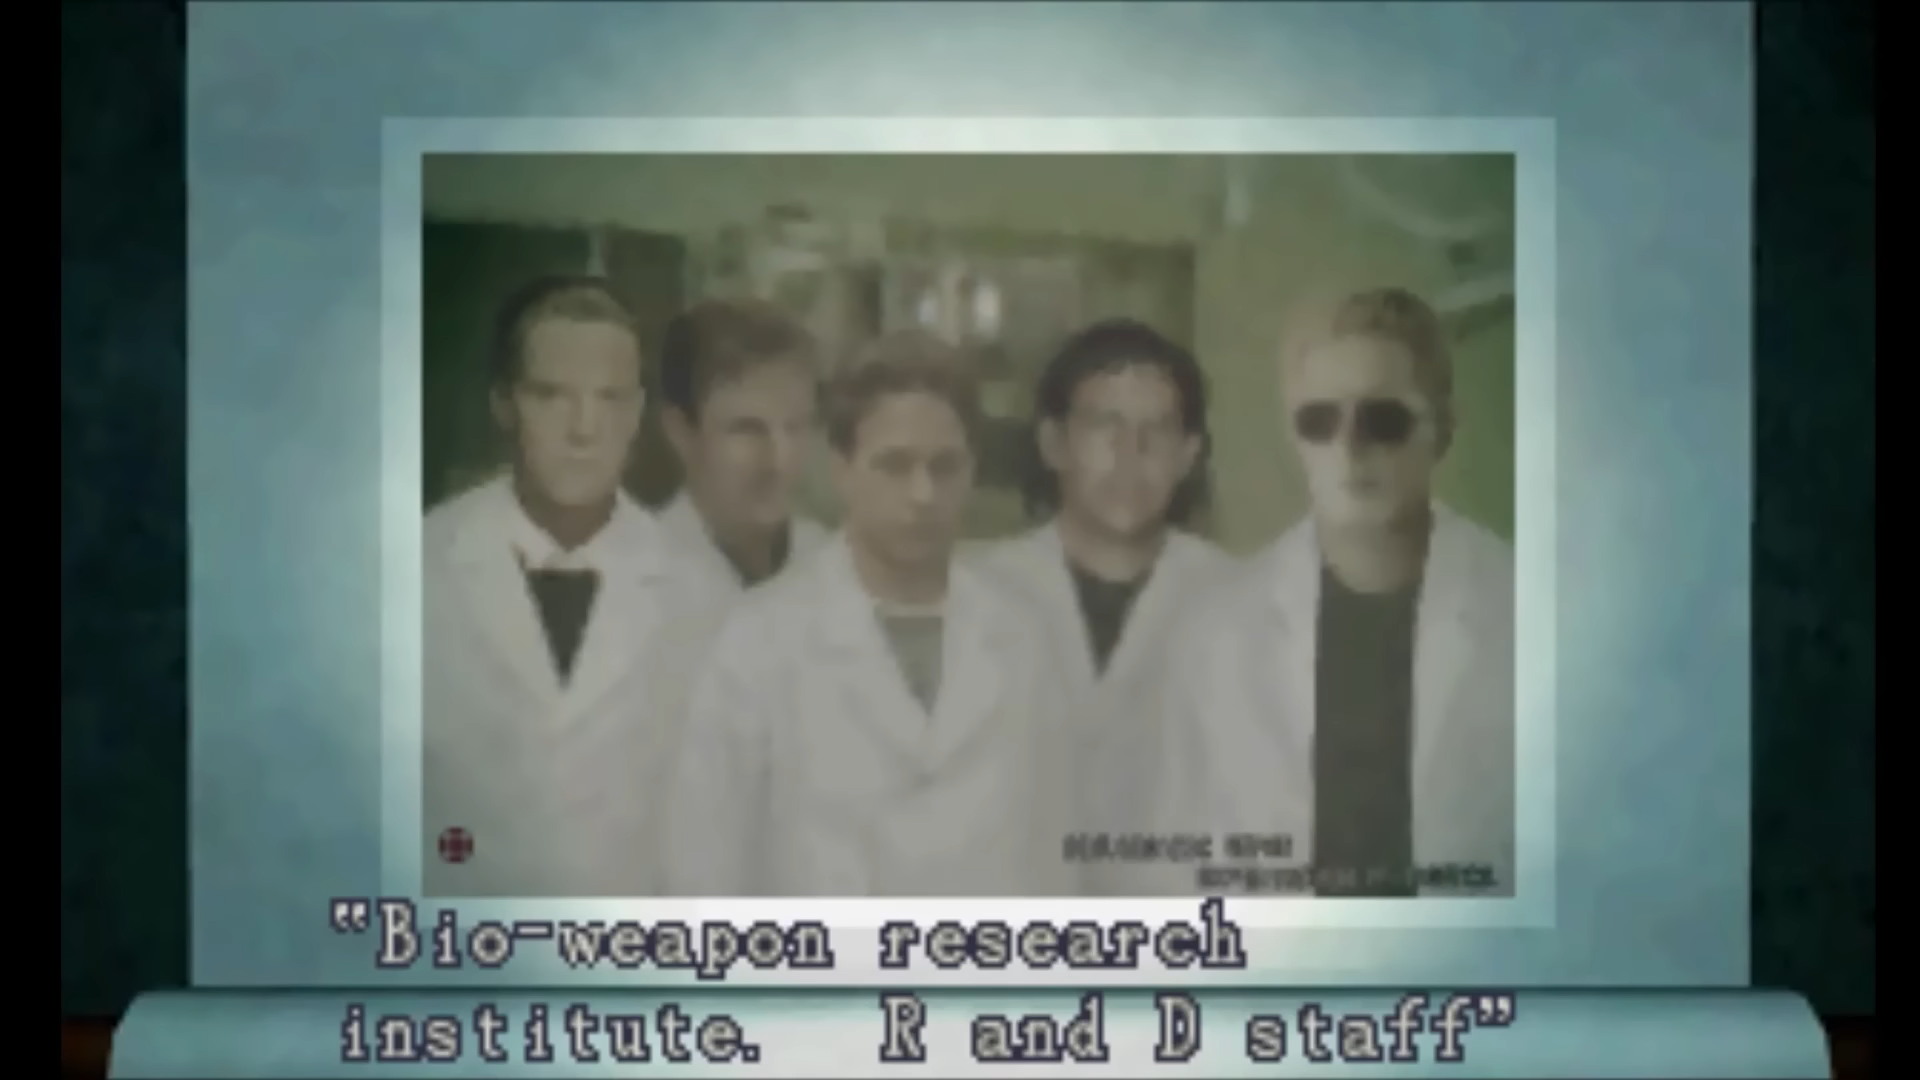 “Bio-weapon research
institute. R and D staff”